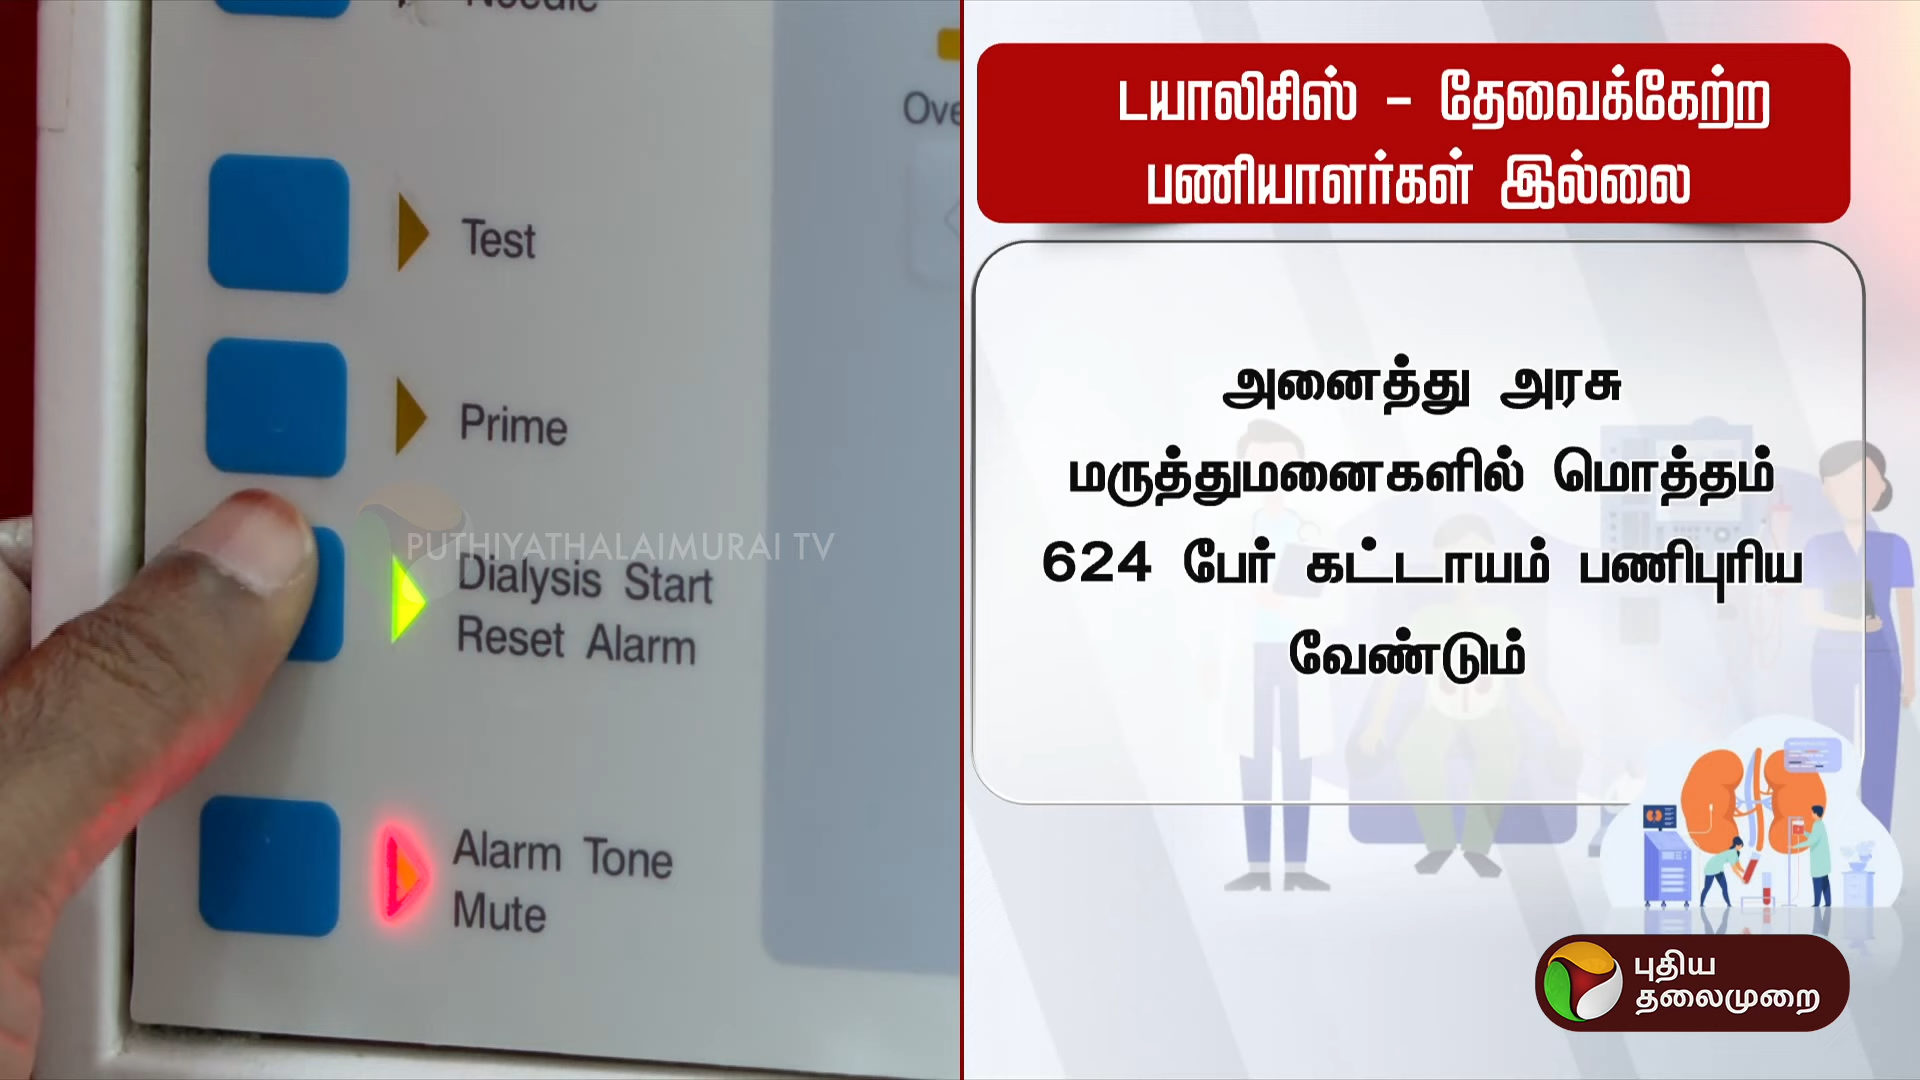 Needle
Test
Prime
PUTHIYATHALAIMURAI TV
Dialysis Start
Reset Alarm
Alarm Tone
Mute
டயாலிசிஸ் - தேவைக்கேற்ற
பணியாளர்கள் இல்லை
அனைத்து அரசு
மருத்துமனைகளில் மொத்தம்
624 பேர் கட்டாயம் பணிபுரிய
வேண்டும்
புதிய
தலைமுறை